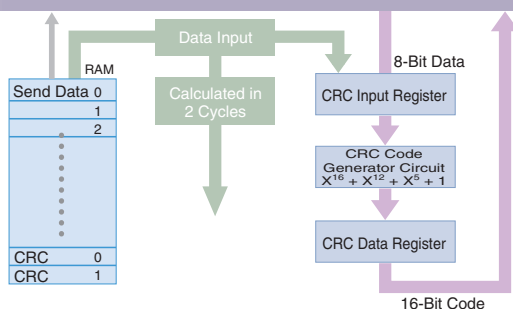 RAM
Send Data 0
1
2
CRC 0
CRC 1
Data Input
Calculated in
2 Cycles
8-Bit Data
CRC Input Register
CRC Code
Generator Circuit
X¹⁶ + X¹² + X⁵ + 1
CRC Data Register
16-Bit Code